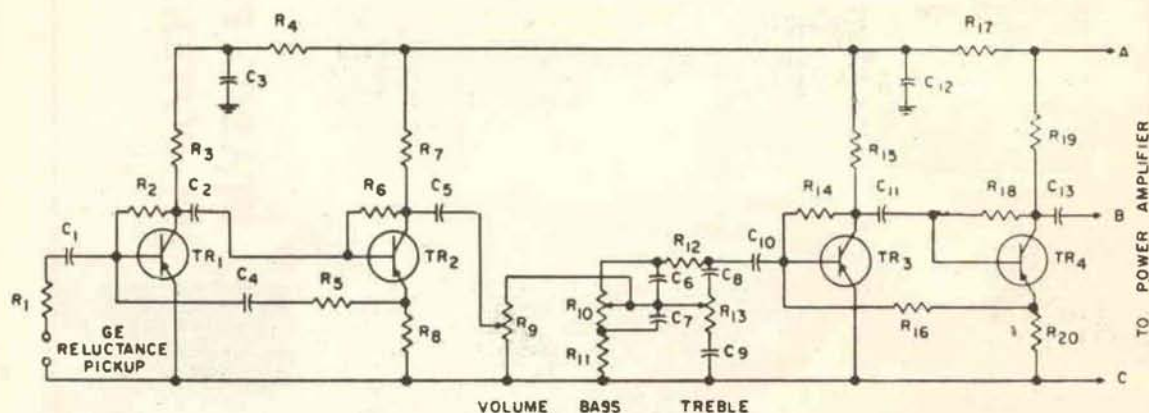 R4
R17
A
C3
C12
R3
R7
R15
R19
R2
C2
R6
C5
R14
C11
R18
C13
B
C1
TR1
TR2
R12
C10
TR3
TR4
C4
R5
C6
C8
R1
R8
R9
R10
C7
R13
R16
R20
GE
RELUCTANCE
PICKUP
R11
C9
C
VOLUME BASS TREBLE
TO POWER AMPLIFIER